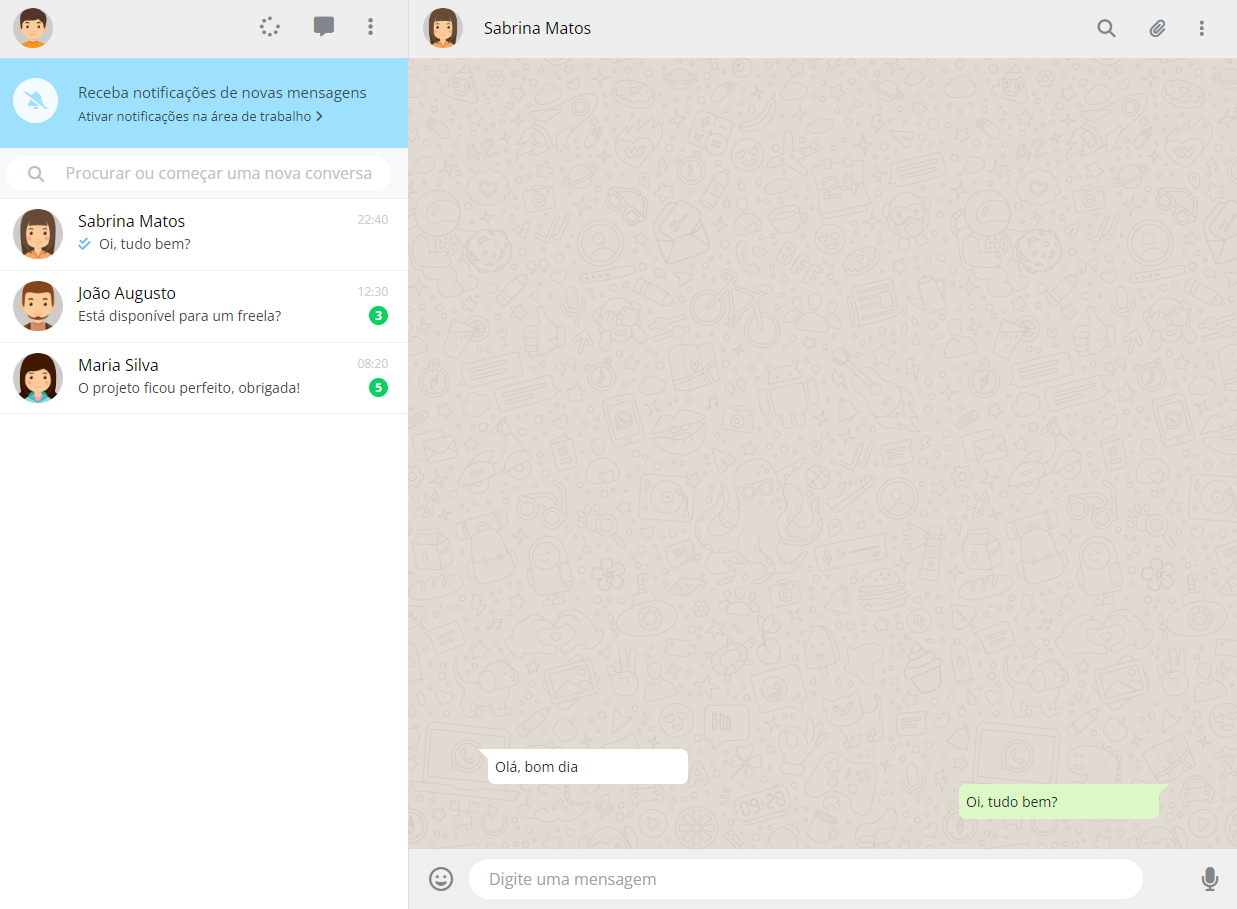 Sabrina Matos
Receba notificações de novas mensagens
Ativar notificações na área de trabalho
Procurar ou começar uma nova conversa
Sabrina Matos 22:40
Oi, tudo bem?
João Augusto 12:30
Está disponível para um freela? 3
Maria Silva 08:20
O projeto ficou perfeito, obrigada! 5
Olá, bom dia
Oi, tudo bem?
Digite uma mensagem